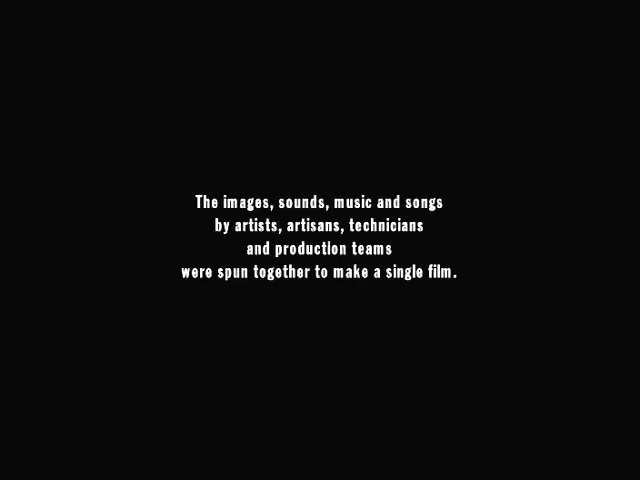 The images, sounds, music and songs
by artists, artisans, technicians
and production teams
were spun together to make a single film.